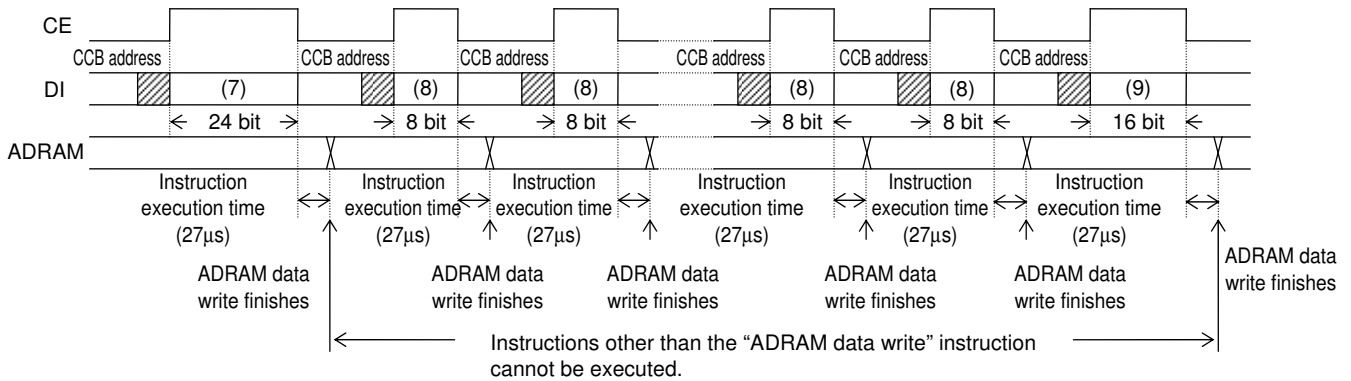 CE
CCB address CCB address CCB address CCB address CCB address CCB address
DI (7) (8) (8) (8) (8) (9)
24 bit 8 bit 8 bit 8 bit 8 bit 16 bit
ADRAM
Instruction Instruction Instruction Instruction Instruction Instruction
execution time execution time execution time execution time execution time execution time
(27μs) (27μs) (27μs) (27μs) (27μs) (27μs)
ADRAM data ADRAM data ADRAM data ADRAM data ADRAM data ADRAM data
write finishes write finishes write finishes write finishes write finishes write finishes
Instructions other than the “ADRAM data write” instruction
cannot be executed.